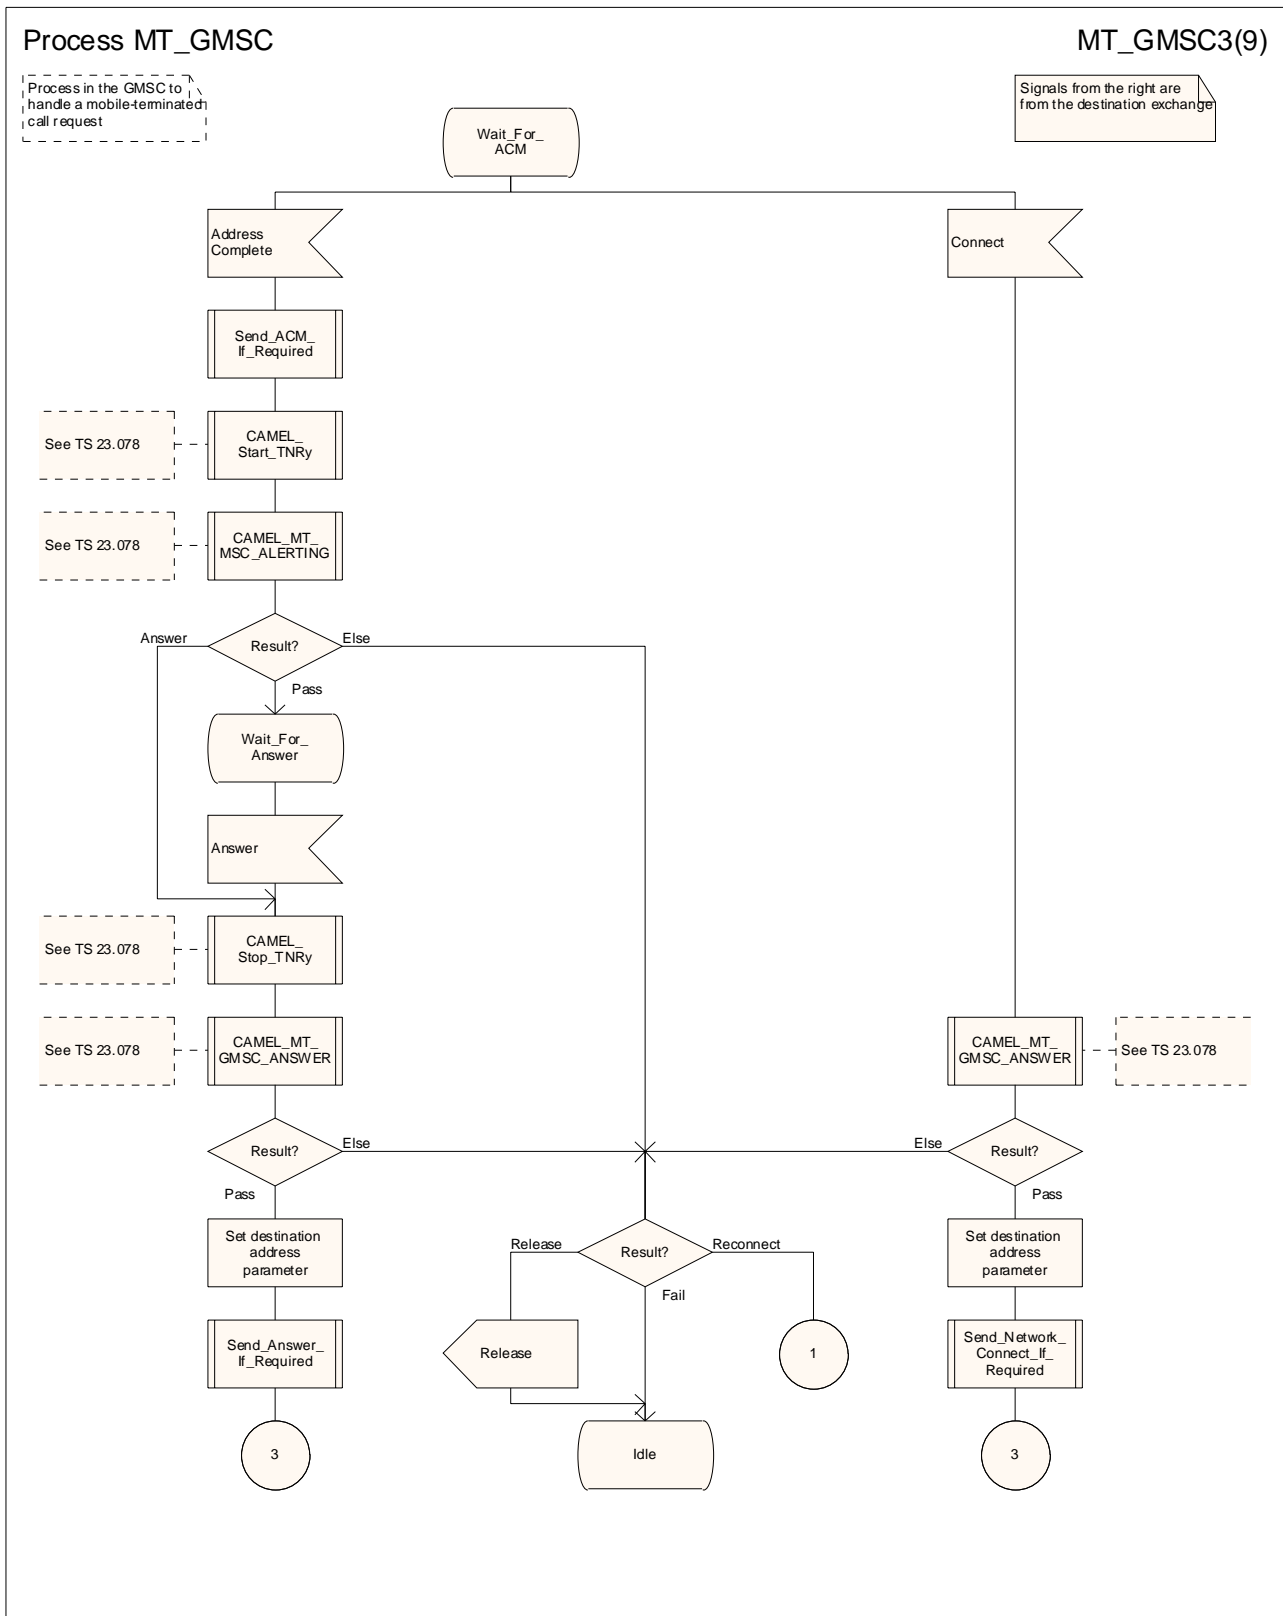 Process MT_GMSC
MT_GMSC3(9)
Process in the GMSC to
handle a mobile-terminated
call request
Signals from the right are
from the destination exchange
Wait_For_
ACM
Address
Complete
Connect
Send_ACM_
If_Required
See TS 23.078
CAMEL_
Start_TNRy
See TS 23.078
CAMEL_MT_
MSC_ALERTING
Answer
Result?
Else
Pass
Wait_For_
Answer
Answer
See TS 23.078
CAMEL_
Stop_TNRy
See TS 23.078
CAMEL_MT_
GMSC_ANSWER
CAMEL_MT_
GMSC_ANSWER
See TS 23.078
Result?
Else
Else
Result?
Pass
Pass
Set destination
address
parameter
Release
Result?
Reconnect
Fail
Set destination
address
parameter
Send_Answer_
If_Required
Release
1
Send_Network_
Connect_If_
Required
3
Idle
3